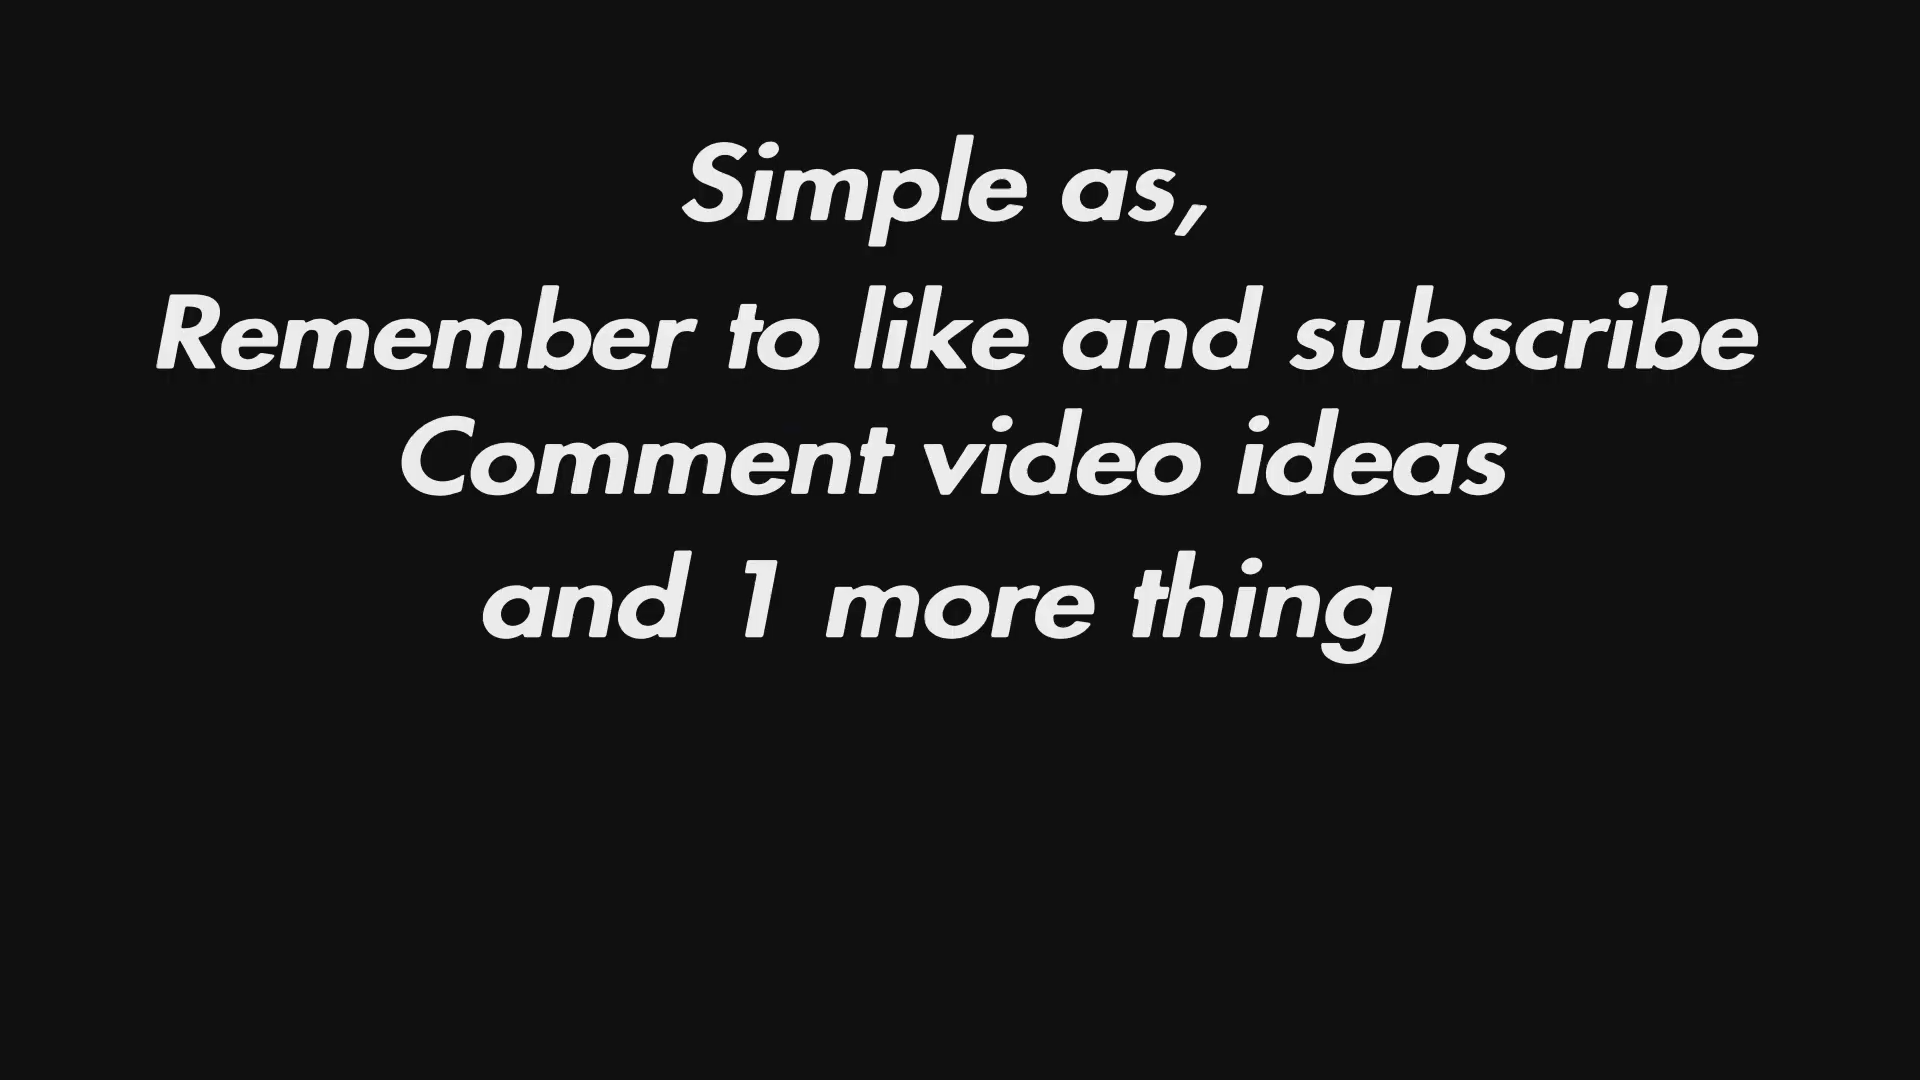 Simple as,
Remember to like and subscribe
Comment video ideas
and 1 more thing